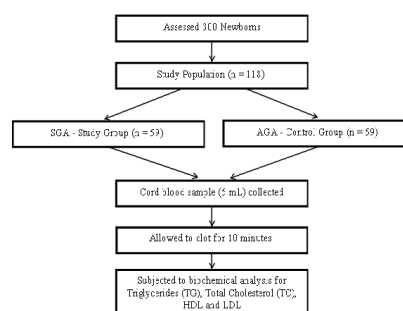 Assessed 300 Newborns
Study Population (n = 118)
SGA - Study Group (n = 59)
AGA - Control Group (n = 59)
Cord blood sample (5 mL) collected
Allowed to clot for 10 minutes
Subjected to biochemical analysis for
Triglycerides (TG), Total Cholesterol (TC),
HDL and LDL